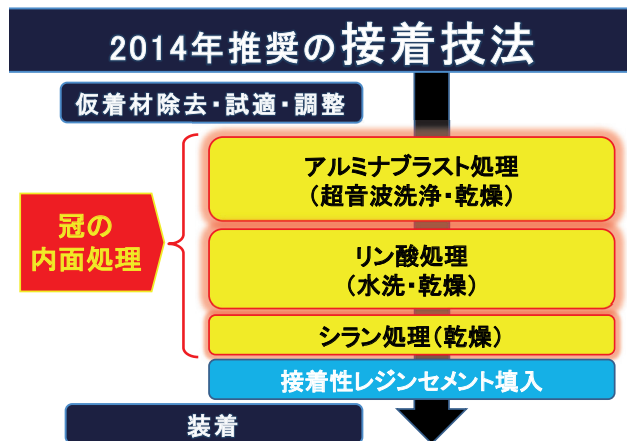 2014年推奨の接着技法
仮着材除去・試適・調整
アルミナブラスト処理
(超音波洗浄・乾燥)
冠の
内面処理
リン酸処理
(水洗・乾燥)
シラン処理(乾燥)
接着性レジンセメント填入
装着